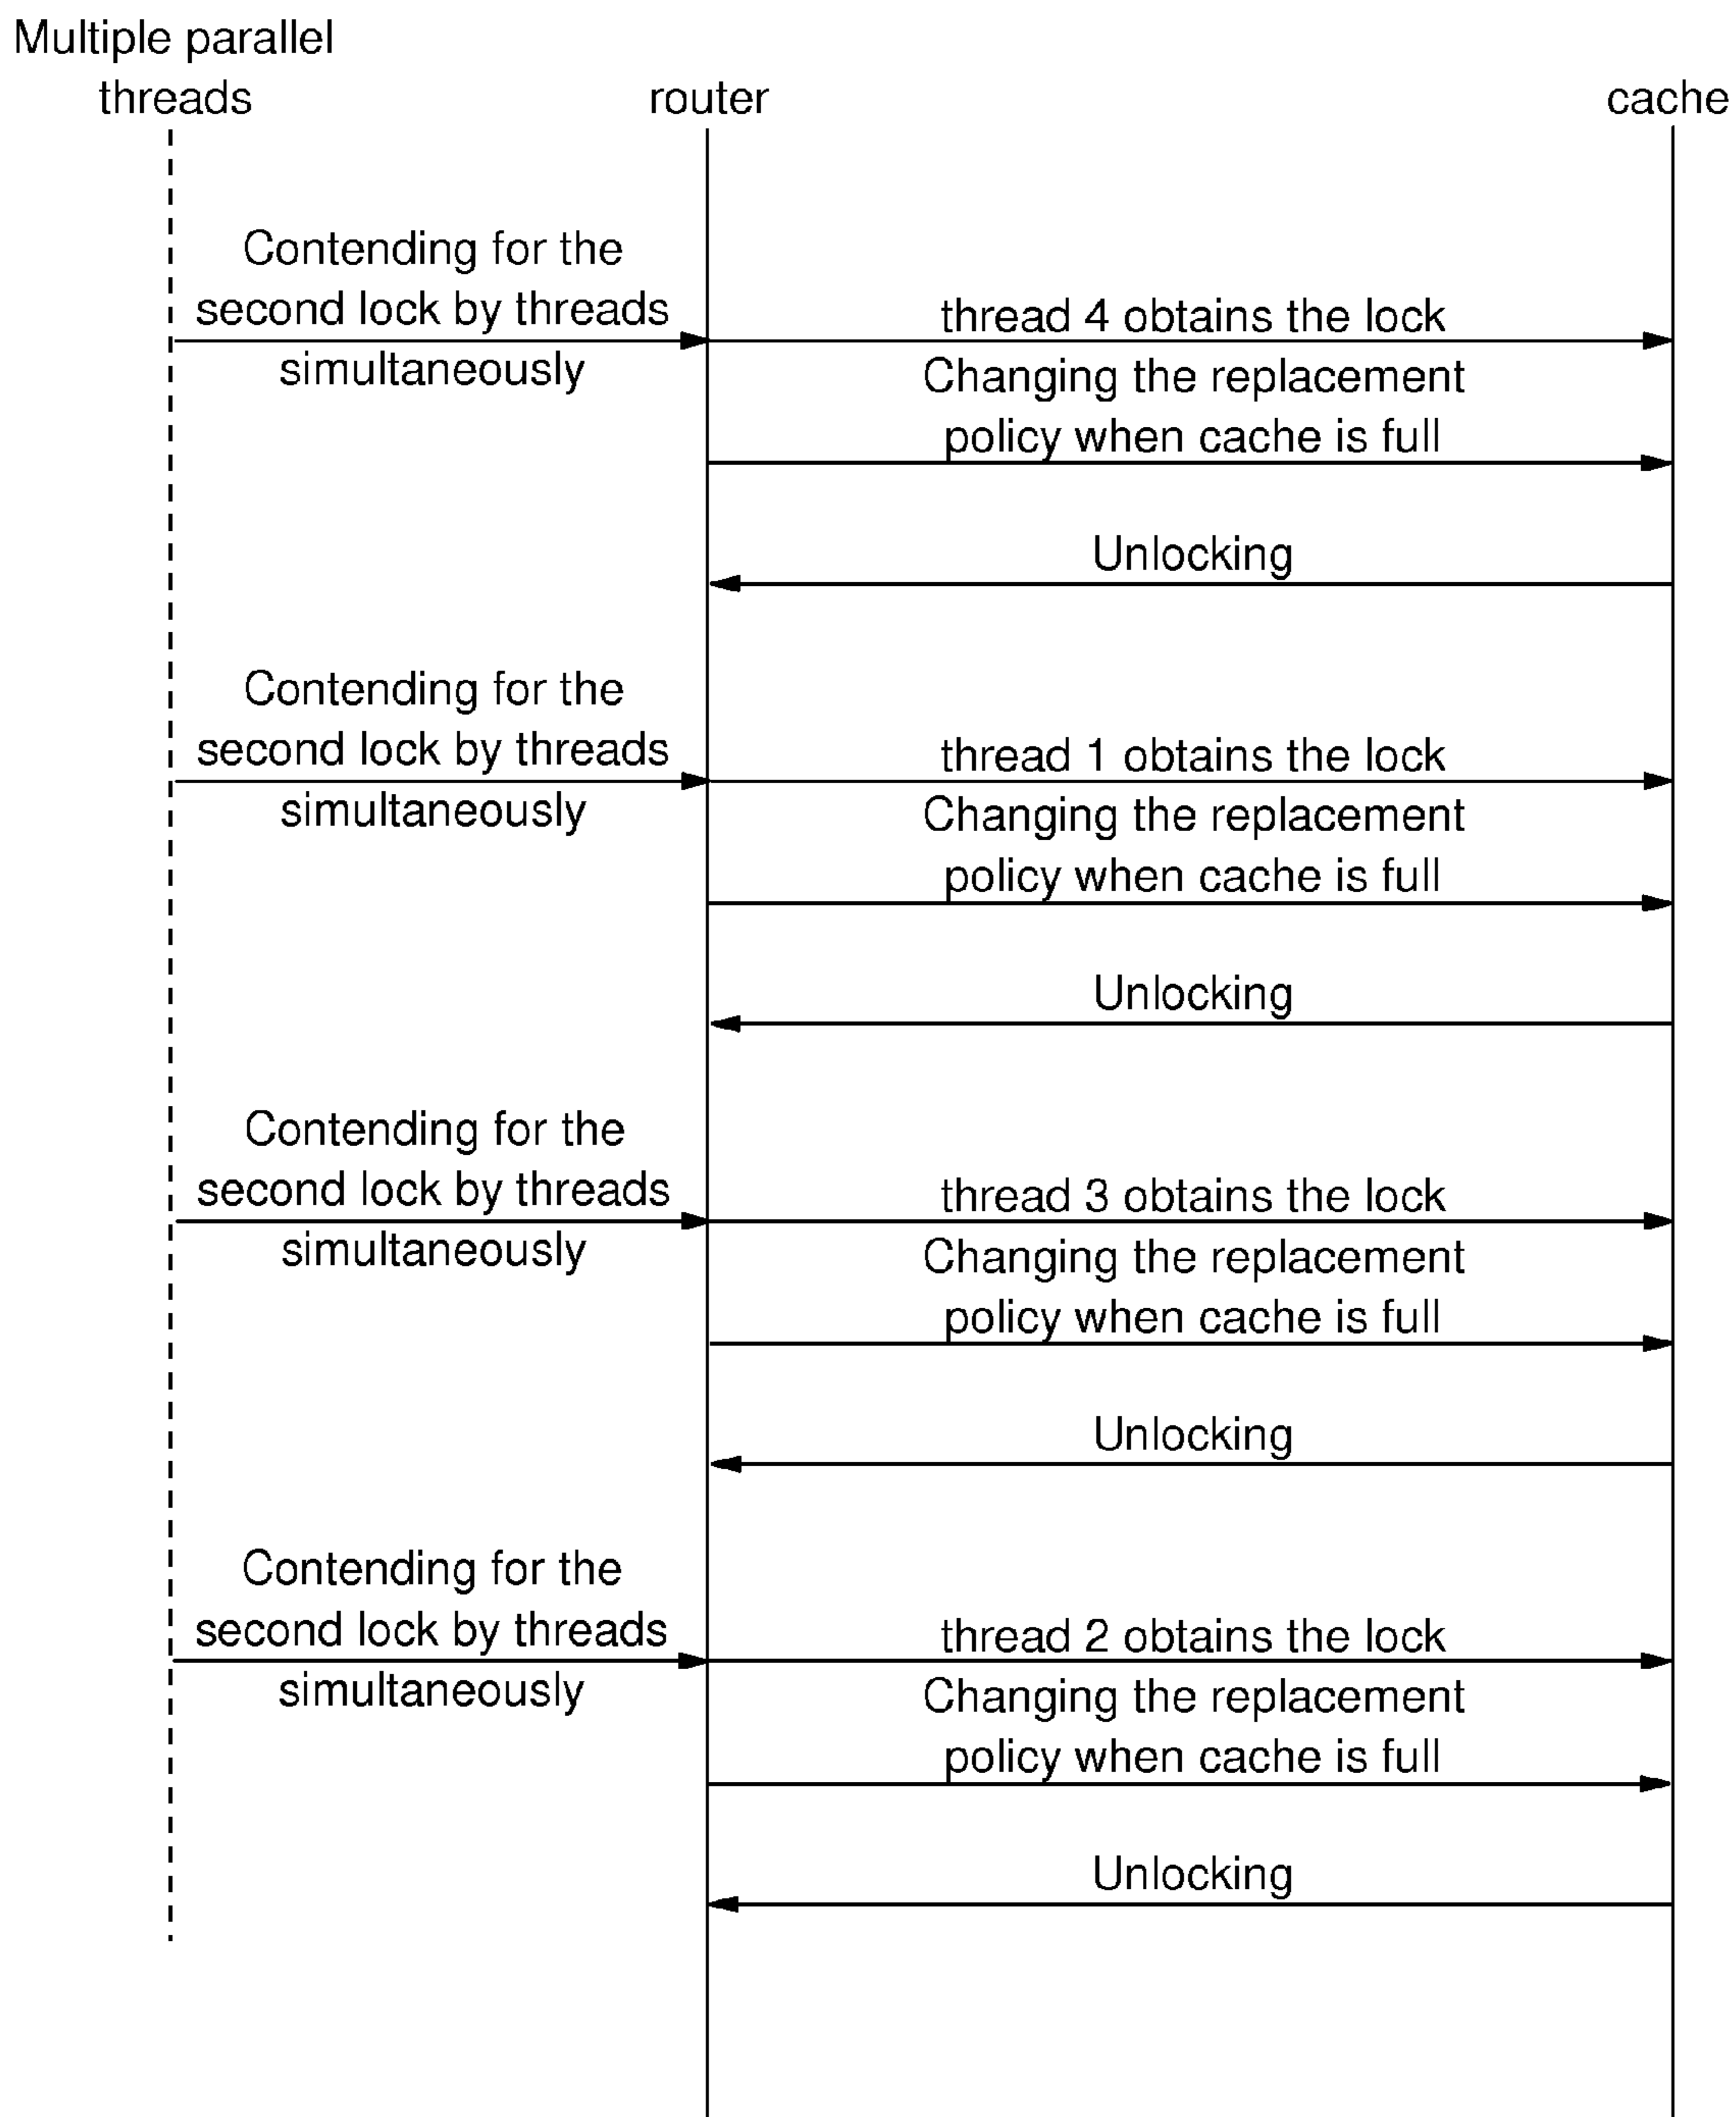 Multiple parallel
threads
router
cache
Contending for the
second lock by threads
simultaneously
thread 4 obtains the lock
Changing the replacement
policy when cache is full
Unlocking
Contending for the
second lock by threads
simultaneously
thread 1 obtains the lock
Changing the replacement
policy when cache is full
Unlocking
Contending for the
second lock by threads
simultaneously
thread 3 obtains the lock
Changing the replacement
policy when cache is full
Unlocking
Contending for the
second lock by threads
simultaneously
thread 2 obtains the lock
Changing the replacement
policy when cache is full
Unlocking